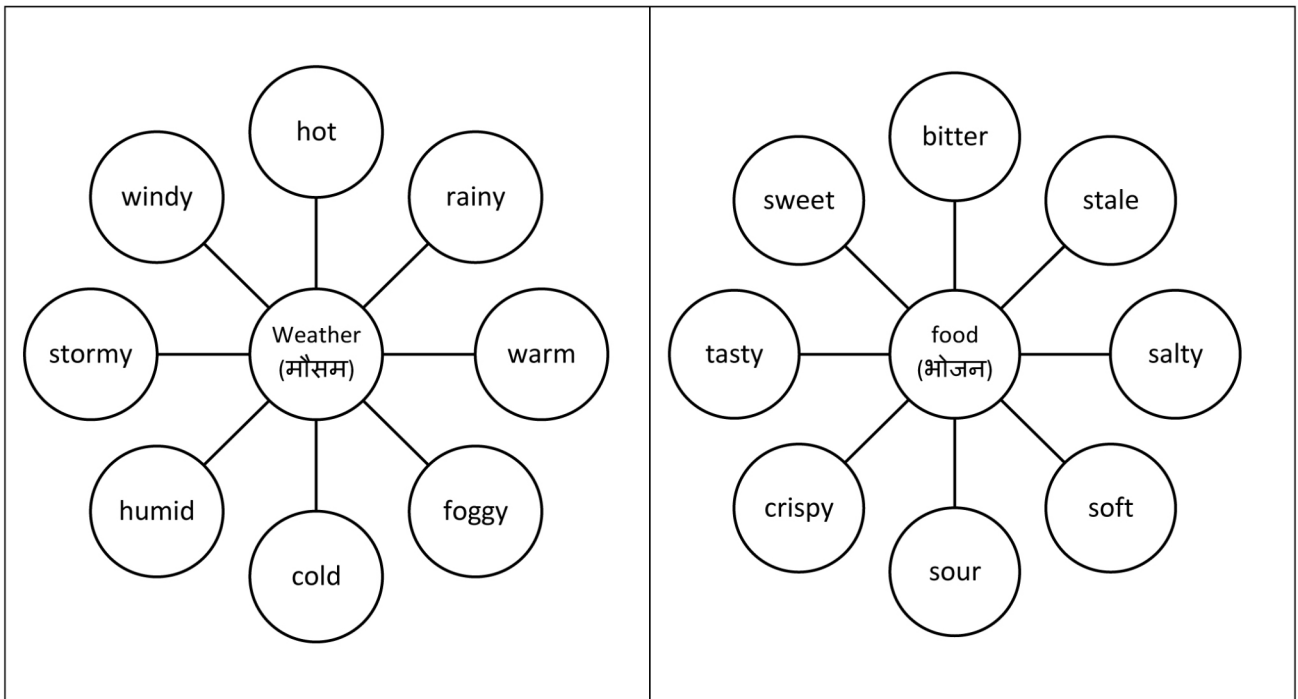 hot
windy
rainy
stormy
Weather
(मौसम)
warm
humid
foggy
cold
bitter
sweet
stale
tasty
food
(भोजन)
salty
crispy
soft
sour